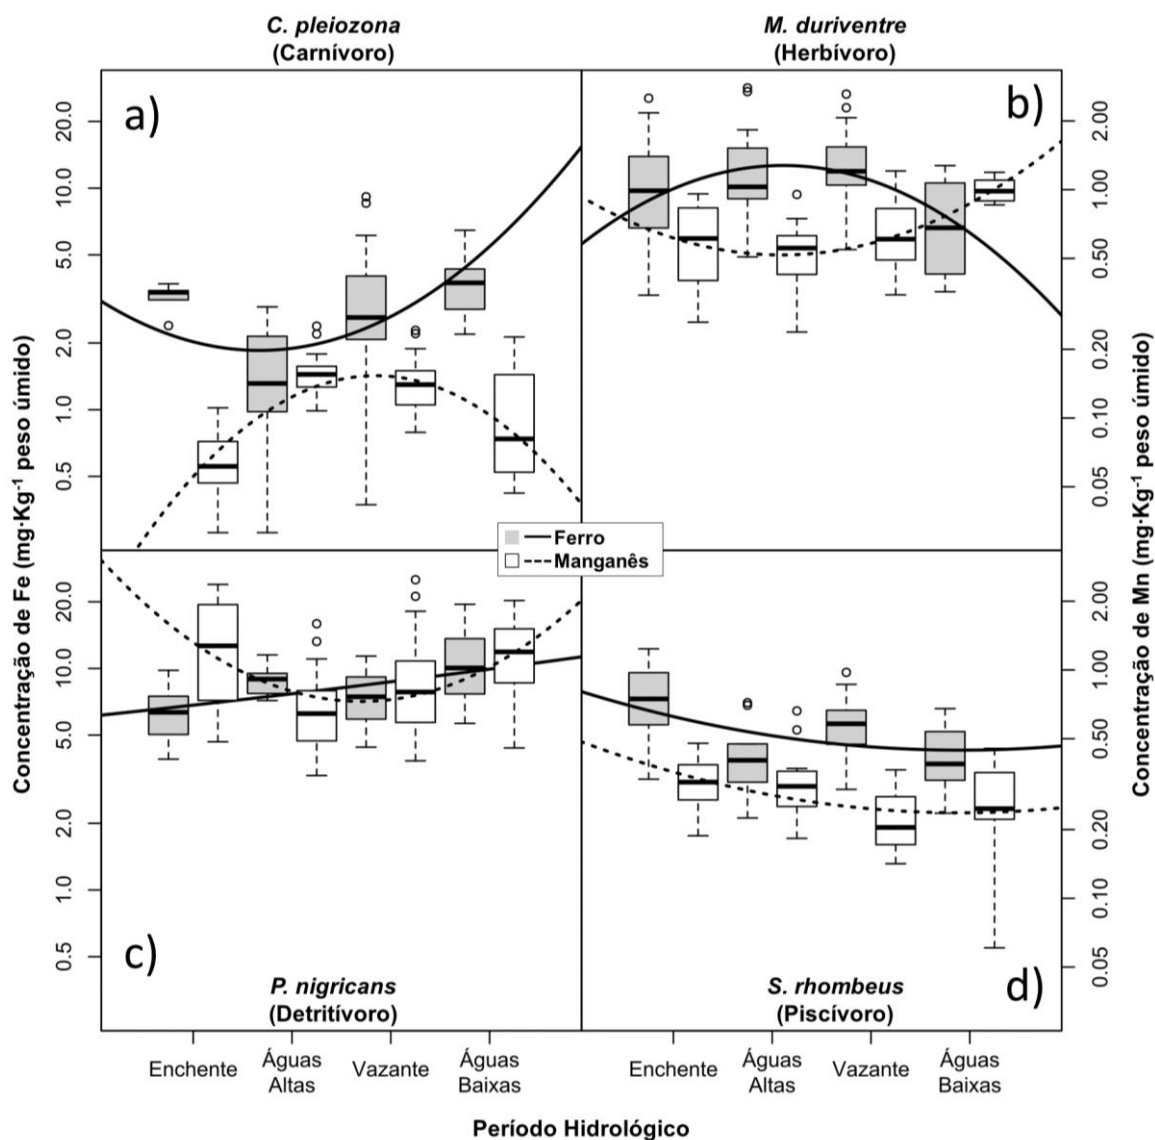 C. pleiozona
(Carnívoro)
M. duriventre
(Herbívoro)
a)
b)
20.0
10.0
5.0
2.0
1.0
0.5
2.00
1.00
0.50
0.20
0.10
0.05
Concentração de Fe (mg·Kg⁻¹ peso úmido)
Concentração de Mn (mg·Kg⁻¹ peso úmido)
Ferro
Manganês
20.0
10.0
5.0
2.0
1.0
0.5
2.00
1.00
0.50
0.20
0.10
0.05
c)
P. nigricans
(Detritívoro)
S. rhombeus
(Piscívoro)
d)
Enchente
Águas
Altas
Vazante
Águas
Baixas
Enchente
Águas
Altas
Vazante
Águas
Baixas
Período Hidrológico